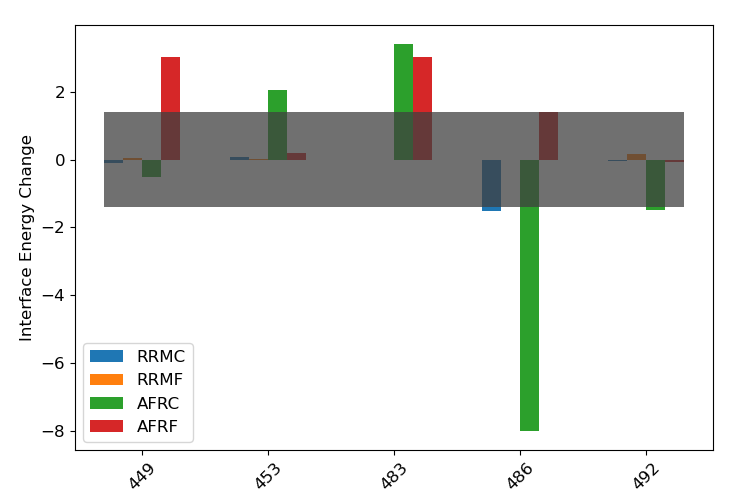 Interface Energy Change
2
0
−2
−4
−6
−8
RRMC
RRMF
AFRC
AFRF
449
453
483
486
492